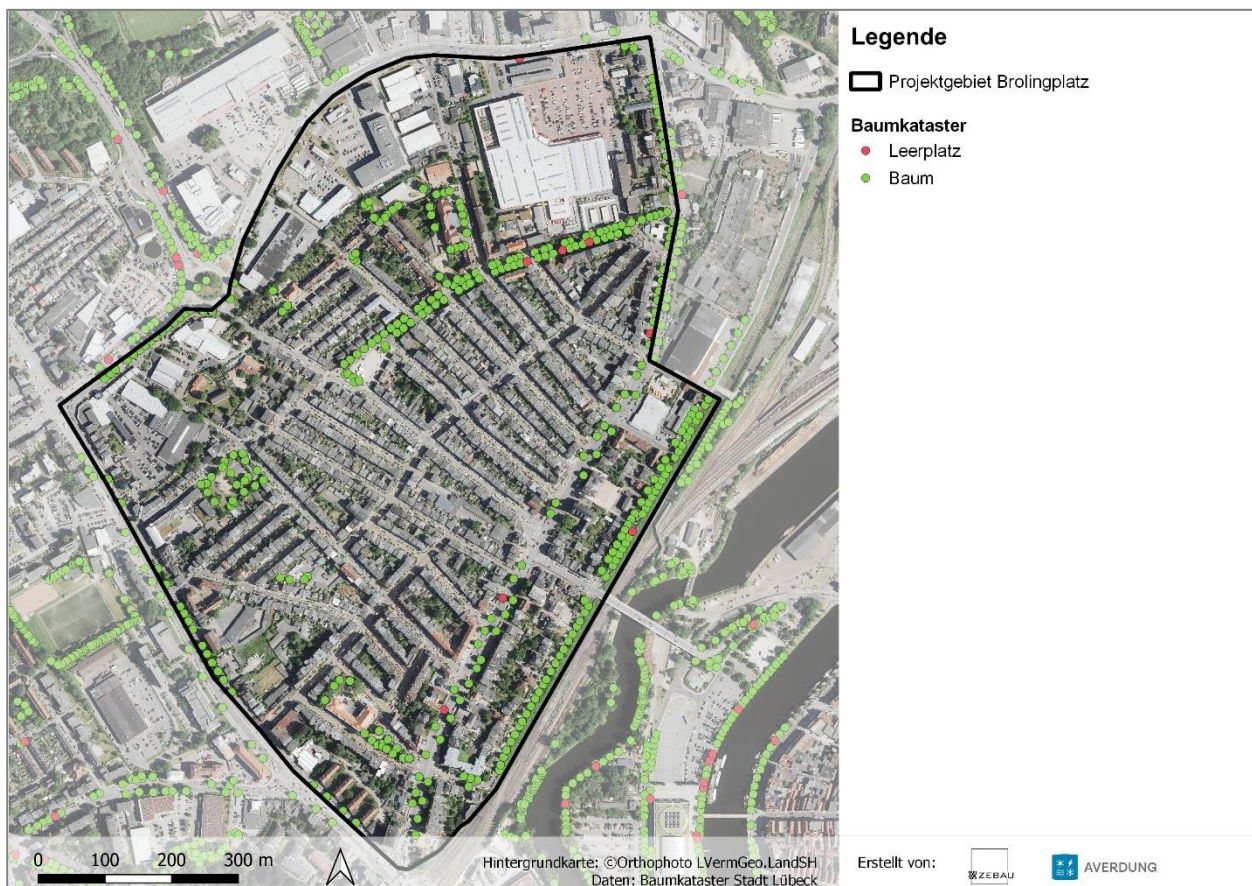 Legende
Projektgebiet Brolingplatz
Baumkataster
Leerplatz
Baum
0 100 200 300 m
Hintergrundkarte: ©Orthophoto LVermGeo.LandSH
Daten: Baumkataster Stadt Lübeck
Erstellt von:
ZEBAU
AVERDUNG